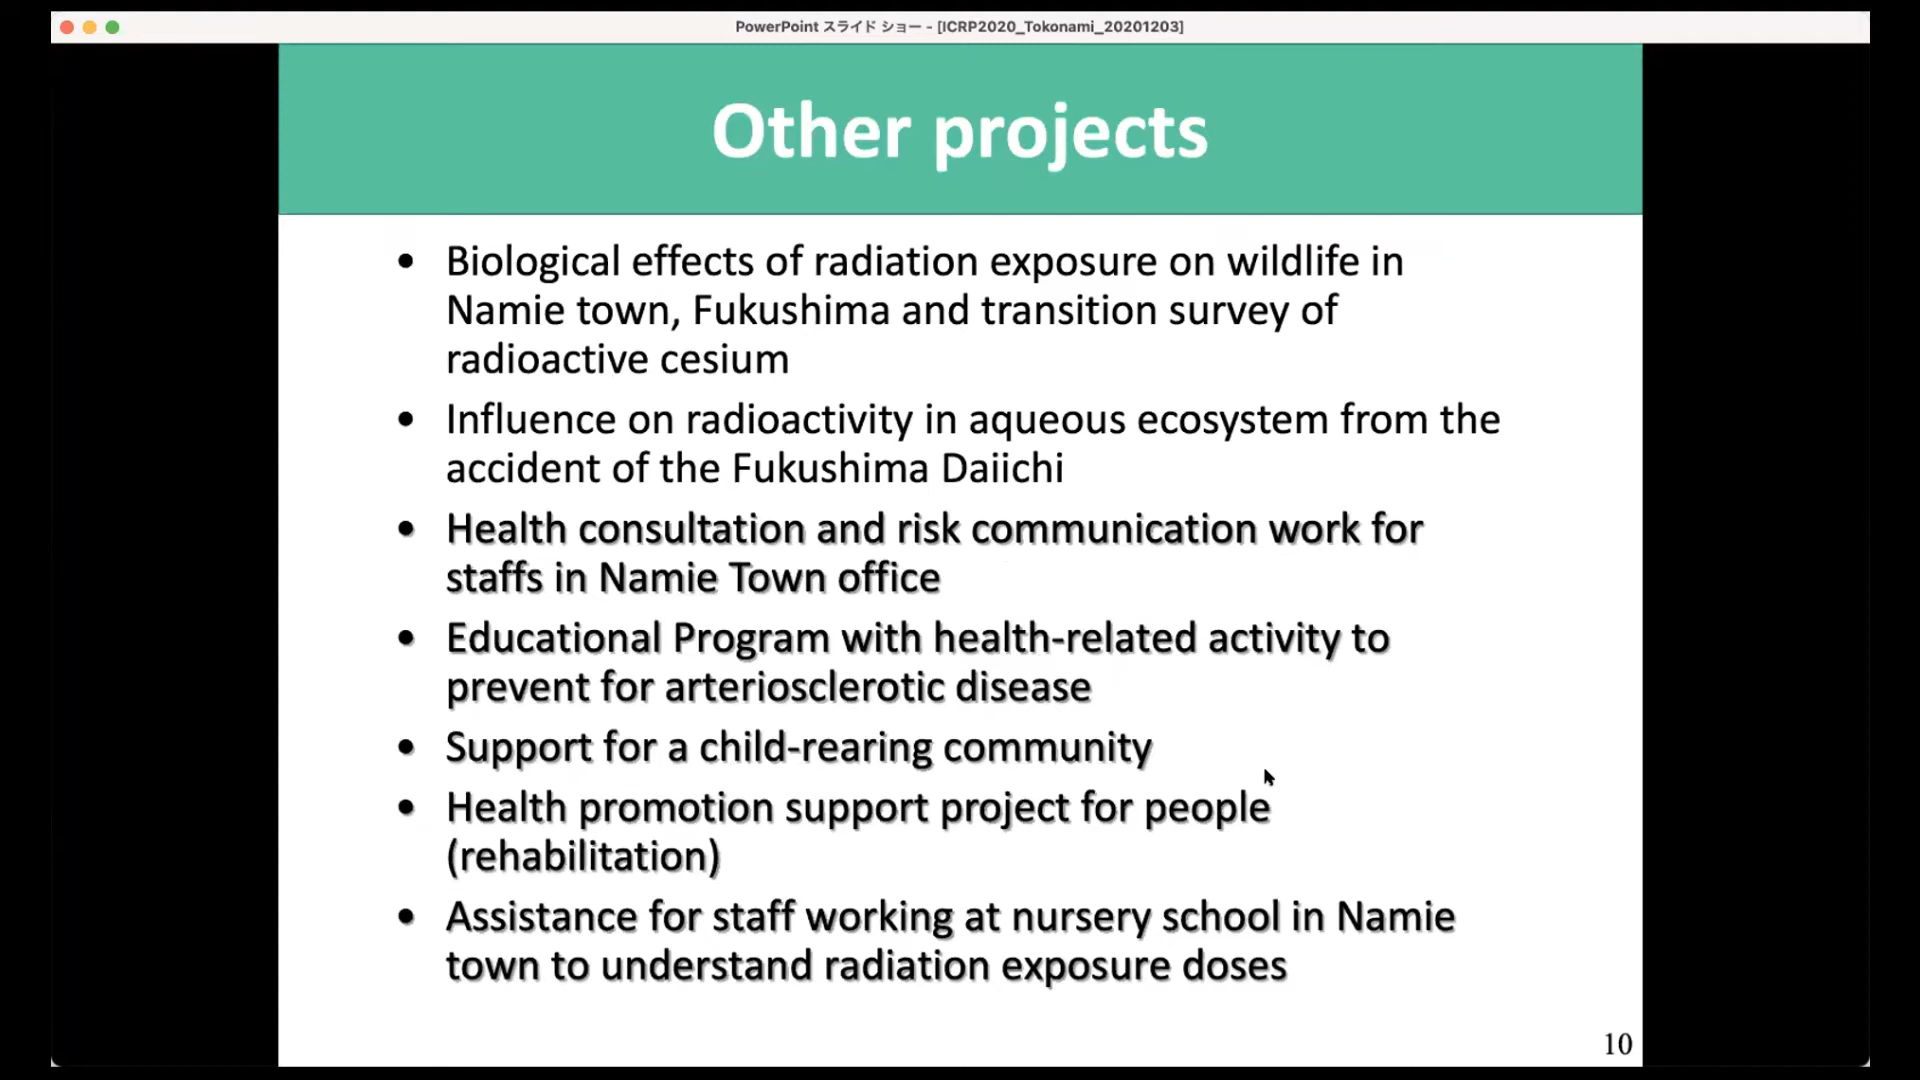 PowerPoint スライド ショー - [ICRP2020_Tokonami_20201203]
Other projects
• Biological effects of radiation exposure on wildlife in
Namie town, Fukushima and transition survey of
radioactive cesium
• Influence on radioactivity in aqueous ecosystem from the
accident of the Fukushima Daiichi
• Health consultation and risk communication work for
staffs in Namie Town office
• Educational Program with health-related activity to
prevent for arteriosclerotic disease
• Support for a child-rearing community
• Health promotion support project for people
(rehabilitation)
• Assistance for staff working at nursery school in Namie
town to understand radiation exposure doses
10